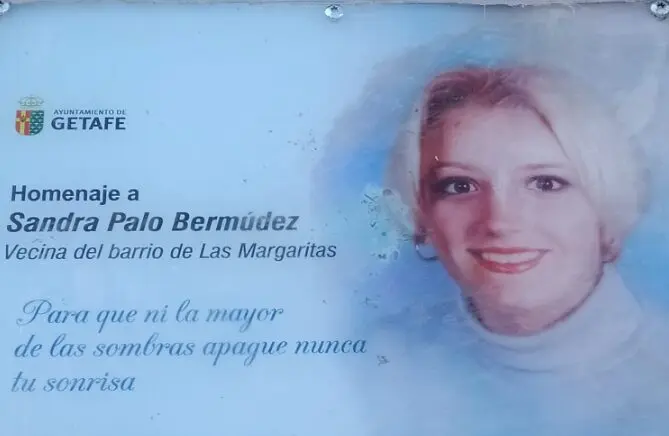 AYUNTAMIENTO DE
GETAFE
Homenaje a
Sandra Palo Bermúdez
Vecina del barrio de Las Margaritas
Para que ni la mayor
de las sombras apague nunca
tu sonrisa